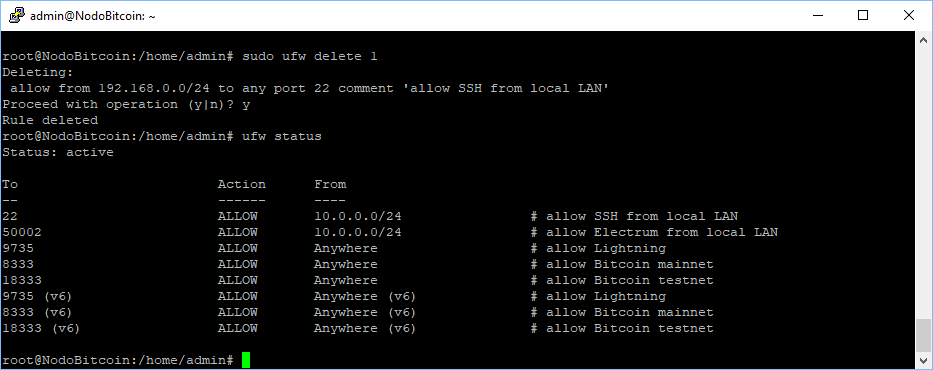 admin@NodoBitcoin: ~
root@NodoBitcoin:/home/admin# sudo ufw delete 1
Deleting:
 allow from 192.168.0.0/24 to any port 22 comment 'allow SSH from local LAN'
Proceed with operation (y|n)? y
Rule deleted
root@NodoBitcoin:/home/admin# ufw status
Status: active
To                         Action      From
--                         ------      ----
22                         ALLOW       10.0.0.0/24                # allow SSH from local LAN
50002                      ALLOW       10.0.0.0/24                # allow Electrum from local LAN
9735                       ALLOW       Anywhere                   # allow Lightning
8333                       ALLOW       Anywhere                   # allow Bitcoin mainnet
18333                      ALLOW       Anywhere                   # allow Bitcoin testnet
9735 (v6)                  ALLOW       Anywhere (v6)              # allow Lightning
8333 (v6)                  ALLOW       Anywhere (v6)              # allow Bitcoin mainnet
18333 (v6)                 ALLOW       Anywhere (v6)              # allow Bitcoin testnet
root@NodoBitcoin:/home/admin#